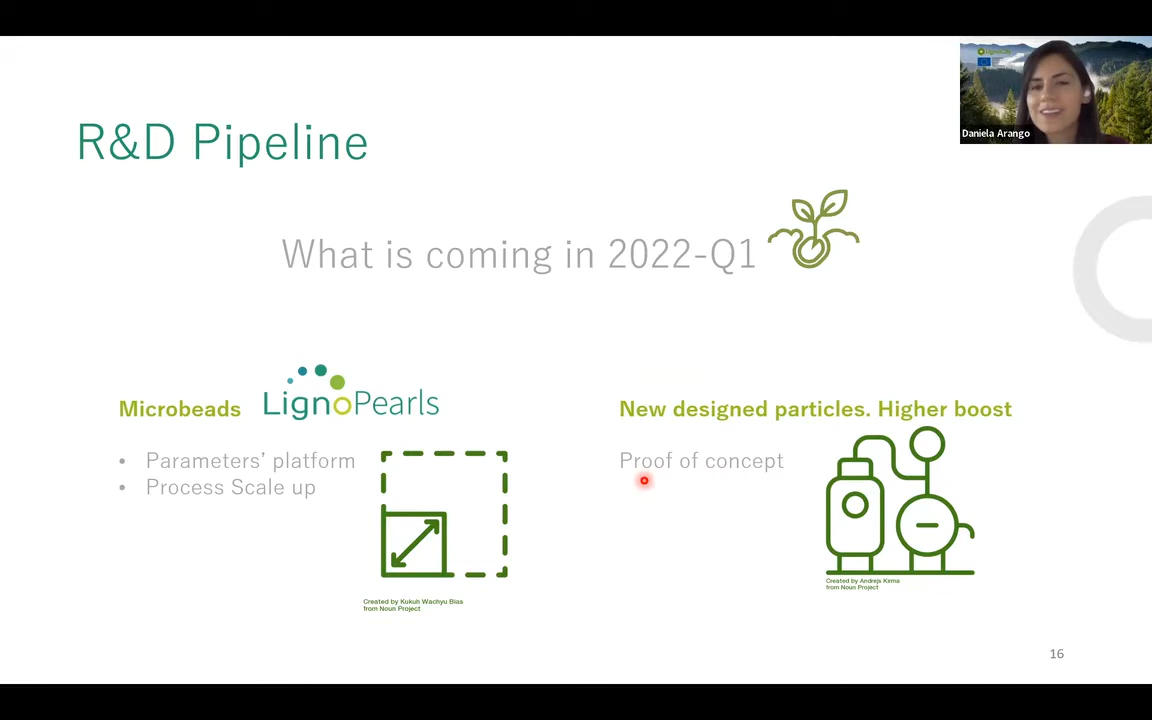 Daniela Arango
R&D Pipeline
What is coming in 2022-Q1
Microbeads
LignoPearls
• Parameters’ platform
• Process Scale up
Created by Kukuh Wachyu Bias
from Noun Project
New designed particles. Higher boost
Proof of concept
Created by Andrejs Kirma
from Noun Project
16